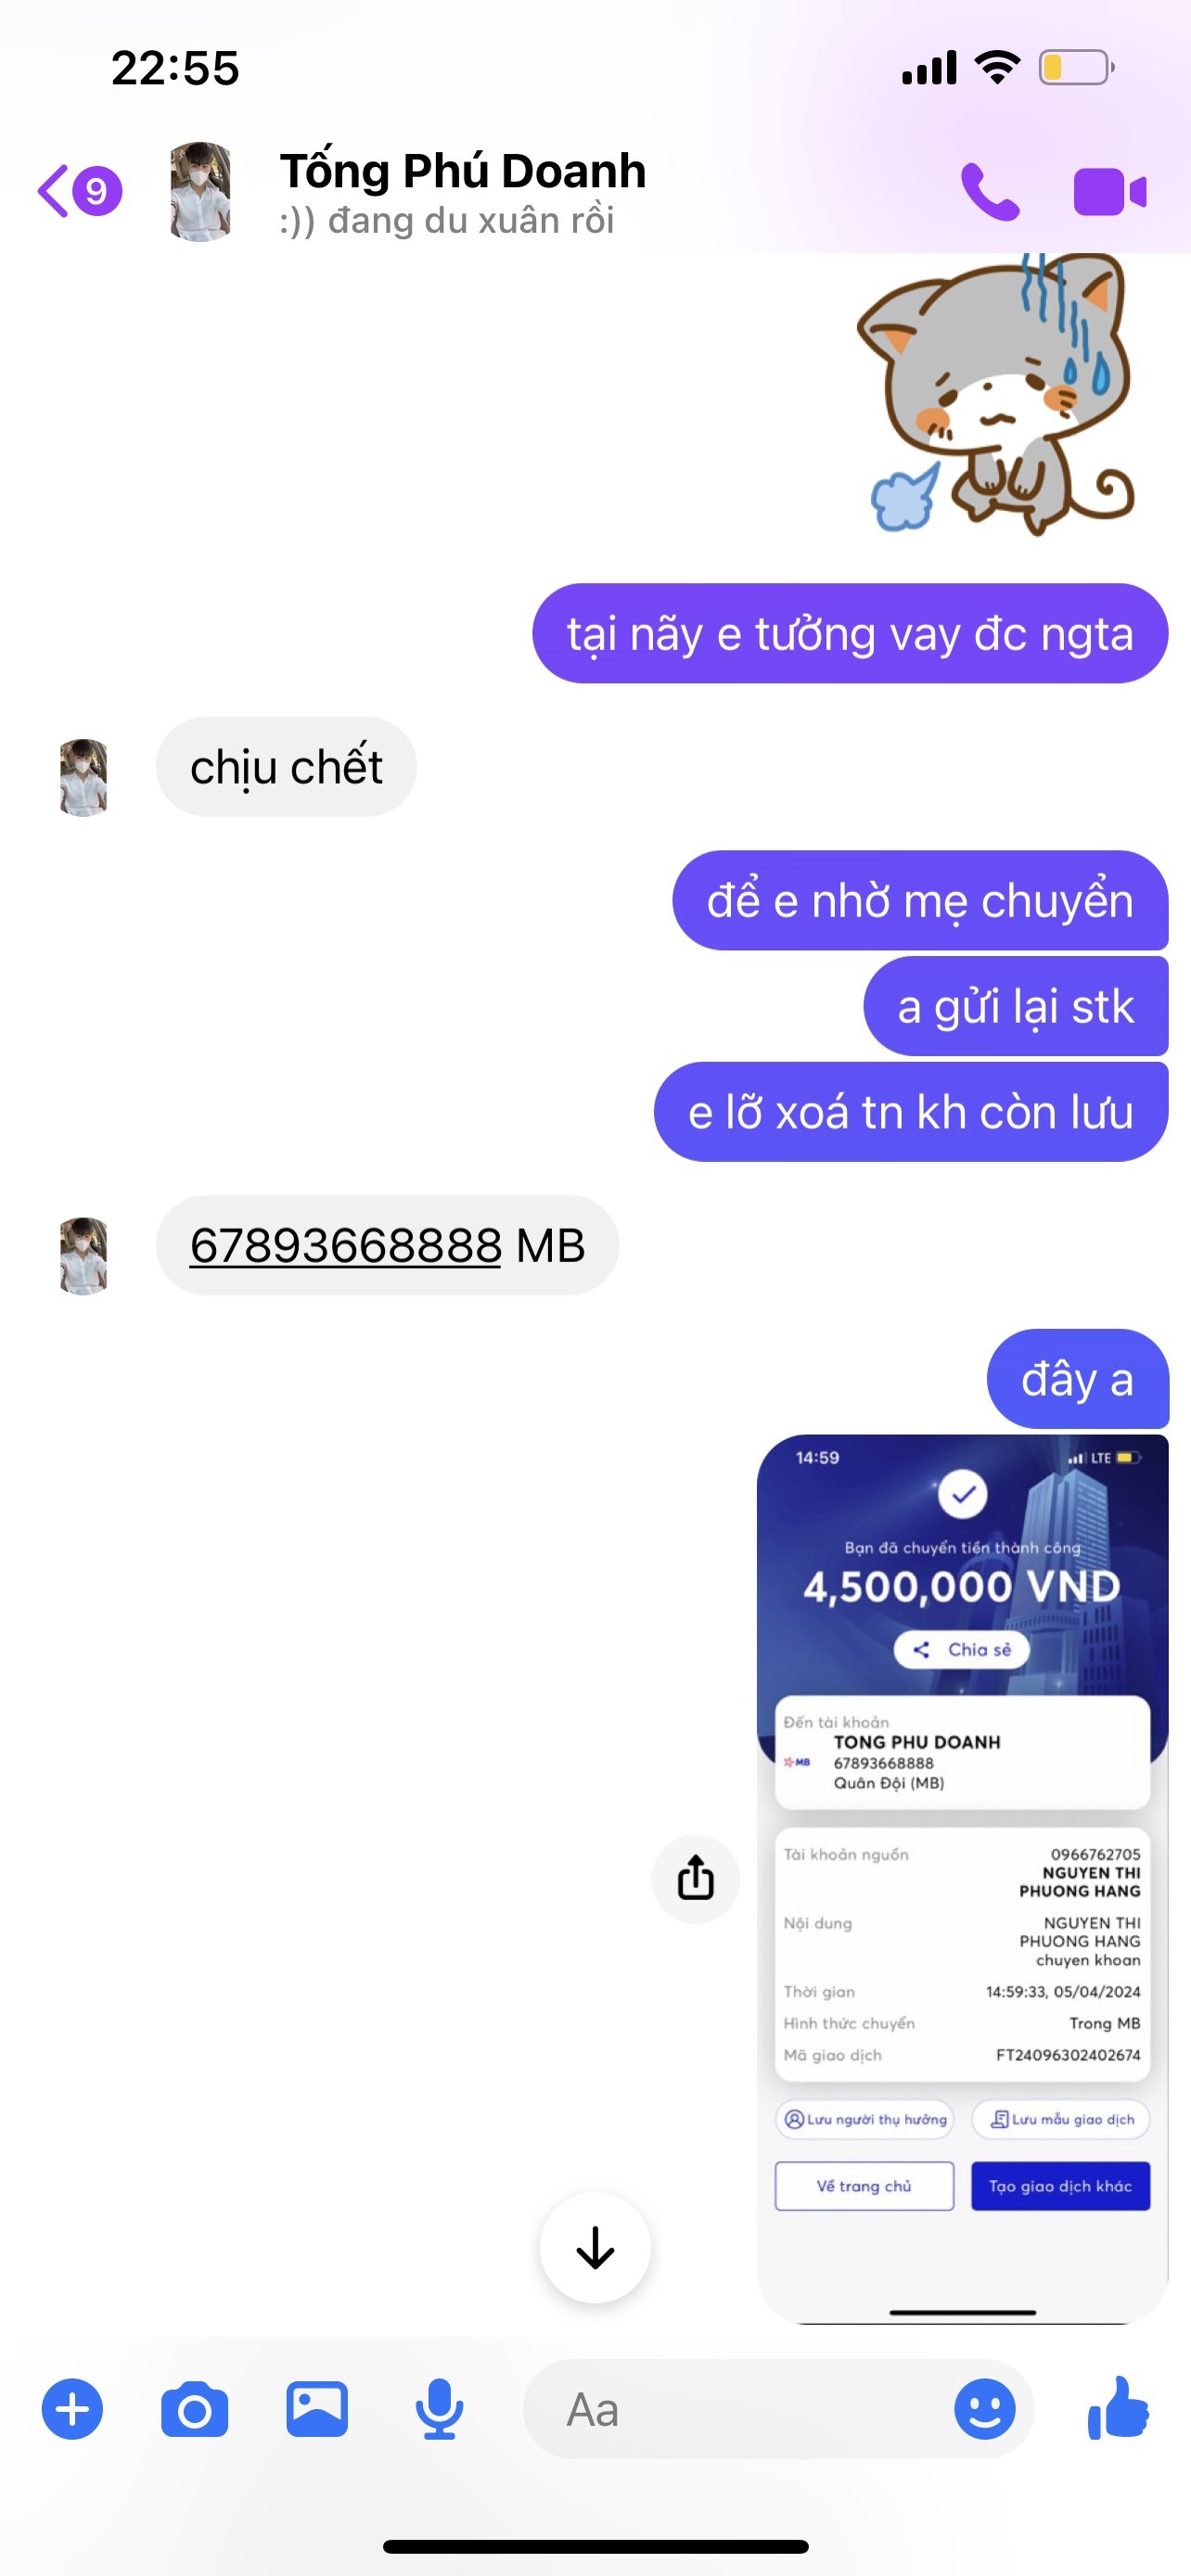 22:55
9
Tống Phú Doanh
:)) đang du xuân rồi
tại nãy e tưởng vay đc ngta
chịu chết
để e nhờ mẹ chuyển
a gửi lại stk
e lỡ xoá tn kh còn lưu
67893668888 MB
đây a
14:59
LTE
Bạn đã chuyển tiền thành công
4,500,000 VND
Chia sẻ
Đến tài khoản
TONG PHU DOANH
MB
67893668888
Quân Đội (MB)
Tài khoản nguồn
0966762705
NGUYEN THI
PHUONG HANG
Nội dung
NGUYEN THI
PHUONG HANG
chuyen khoan
Thời gian
14:59:33, 05/04/2024
Hình thức chuyển
Trong MB
Mã giao dịch
FT24096302402674
Lưu người thụ hưởng
Lưu mẫu giao dịch
Về trang chủ
Tạo giao dịch khác
Aa